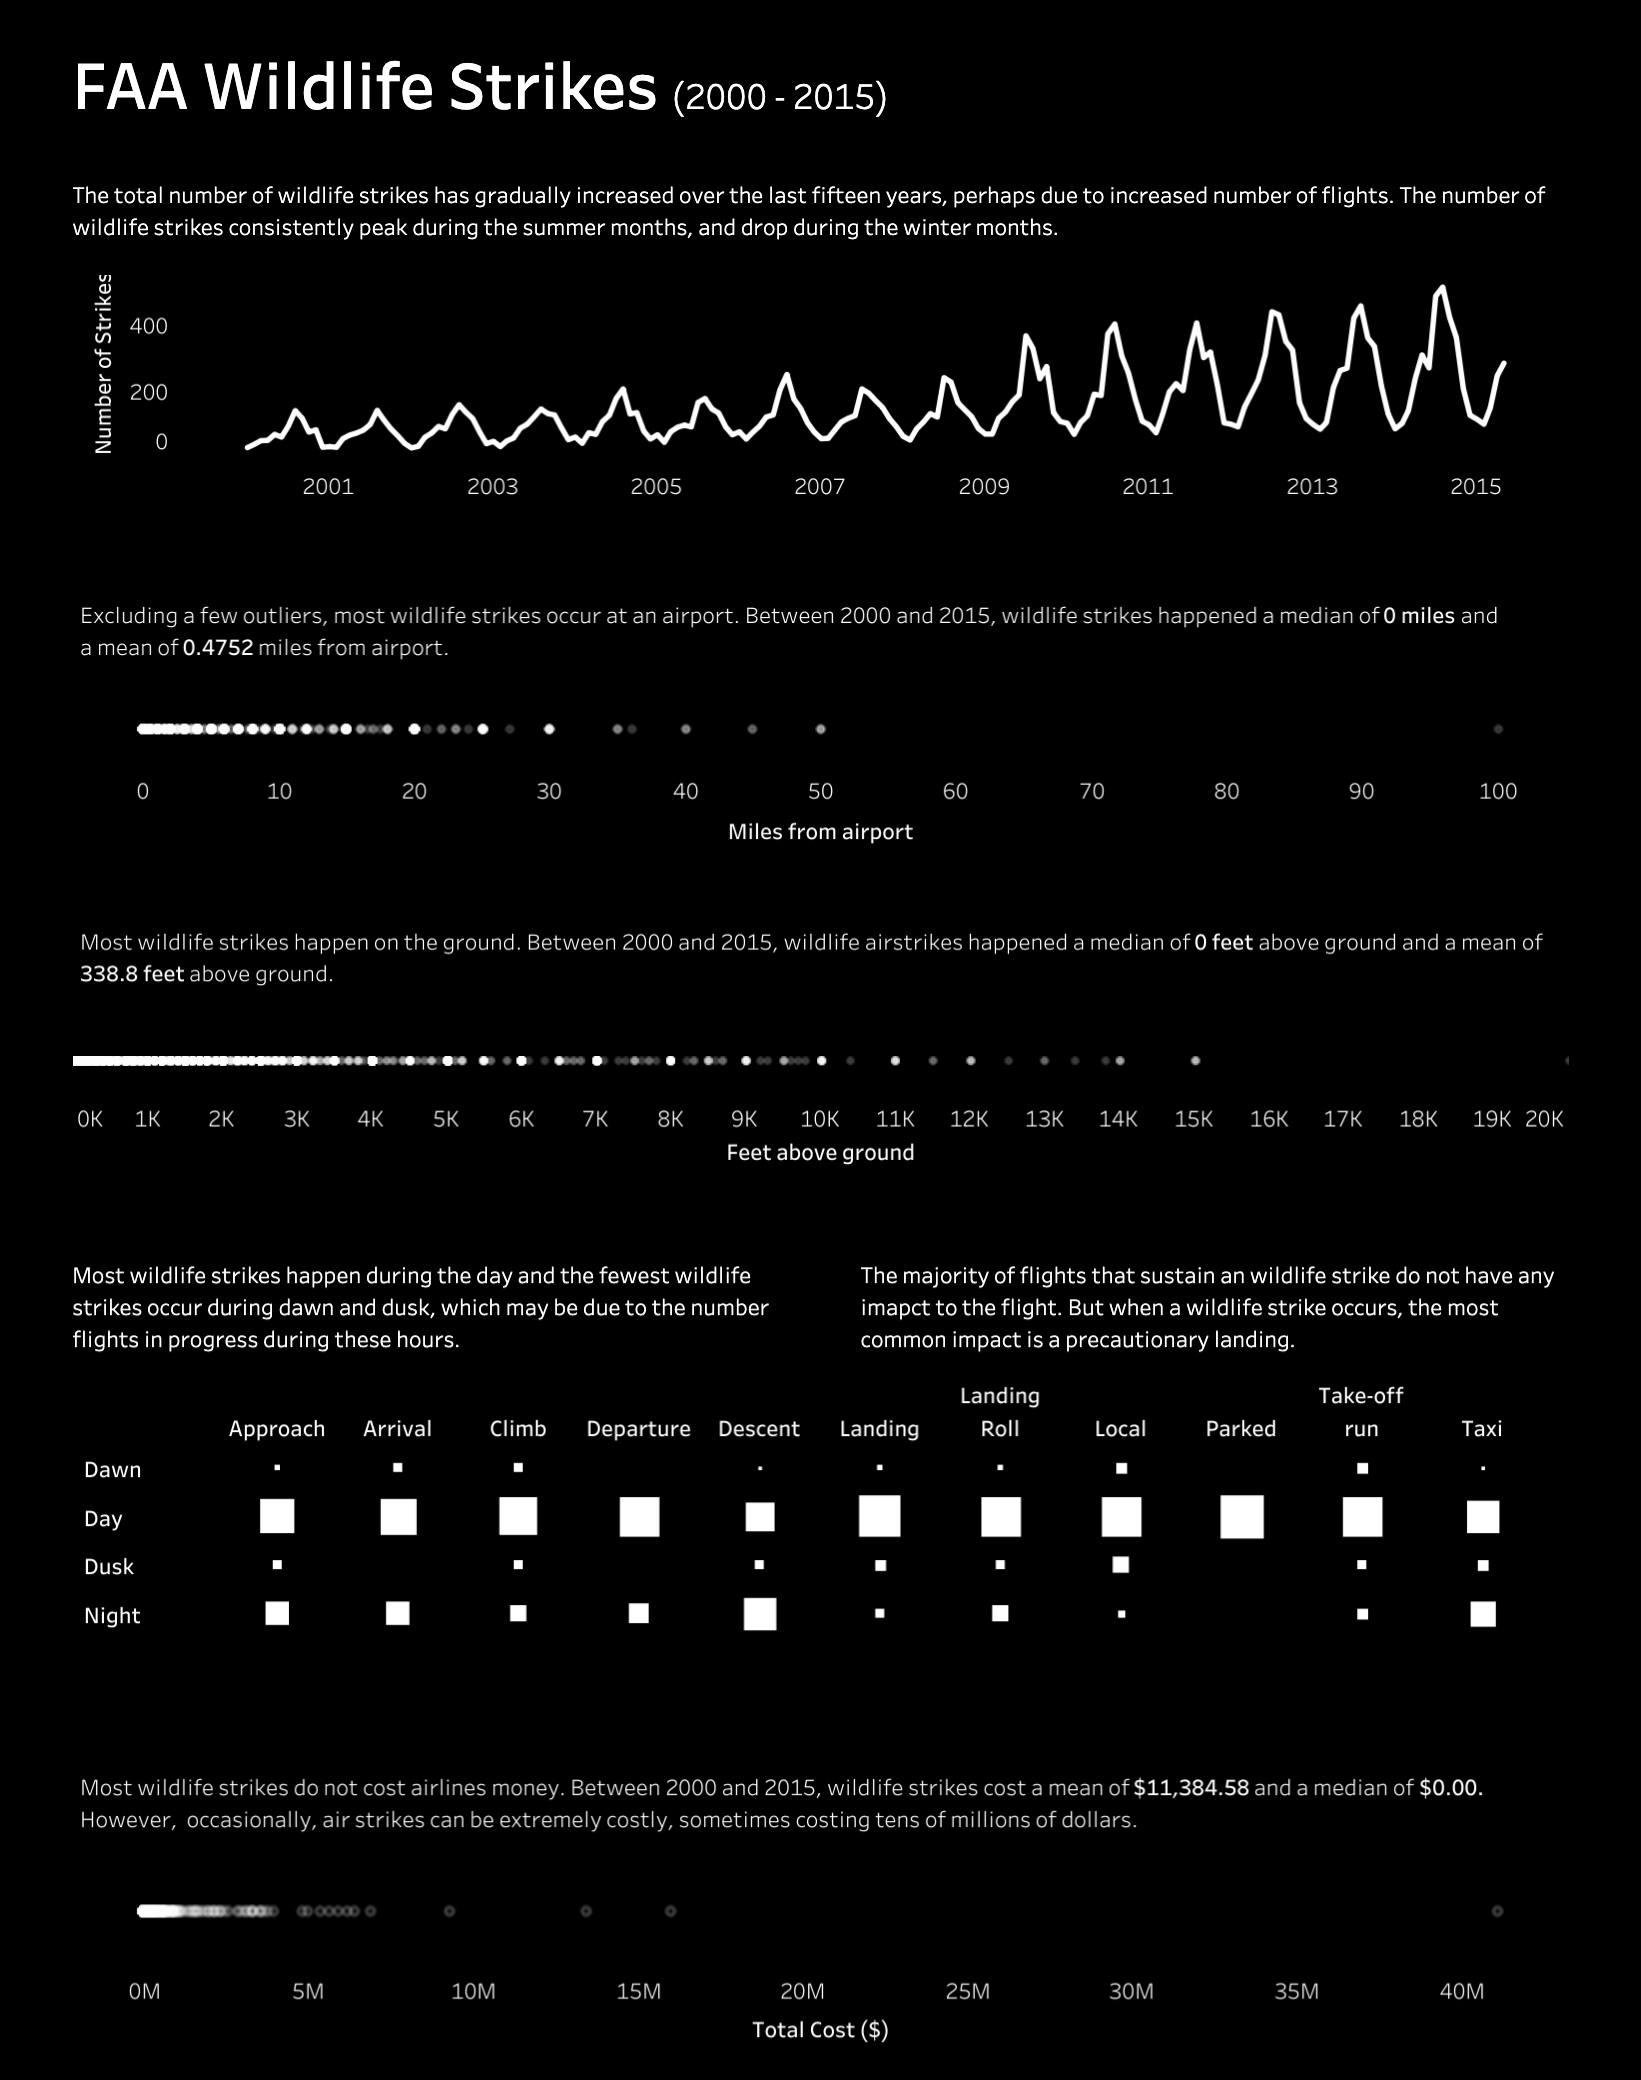 FAA Wildlife Strikes (2000 - 2015)
The total number of wildlife strikes has gradually increased over the last fifteen years, perhaps due to increased number of flights. The number of
wildlife strikes consistently peak during the summer months, and drop during the winter months.
Number of Strikes
400
200
0
2001 2003 2005 2007 2009 2011 2013 2015
Excluding a few outliers, most wildlife strikes occur at an airport. Between 2000 and 2015, wildlife strikes happened a median of 0 miles and
a mean of 0.4752 miles from airport.
0 10 20 30 40 50 60 70 80 90 100
Miles from airport
Most wildlife strikes happen on the ground. Between 2000 and 2015, wildlife airstrikes happened a median of 0 feet above ground and a mean of
338.8 feet above ground.
0K 1K 2K 3K 4K 5K 6K 7K 8K 9K 10K 11K 12K 13K 14K 15K 16K 17K 18K 19K 20K
Feet above ground
Most wildlife strikes happen during the day and the fewest wildlife
strikes occur during dawn and dusk, which may be due to the number
flights in progress during these hours.
The majority of flights that sustain an wildlife strike do not have any
imapct to the flight. But when a wildlife strike occurs, the most
common impact is a precautionary landing.
Approach Arrival Climb Departure Descent Landing Landing Roll Local Parked Take-off run Taxi
Dawn
Day
Dusk
Night
Most wildlife strikes do not cost airlines money. Between 2000 and 2015, wildlife strikes cost a mean of $11,384.58 and a median of $0.00.
However, occasionally, air strikes can be extremely costly, sometimes costing tens of millions of dollars.
0M 5M 10M 15M 20M 25M 30M 35M 40M
Total Cost ($)